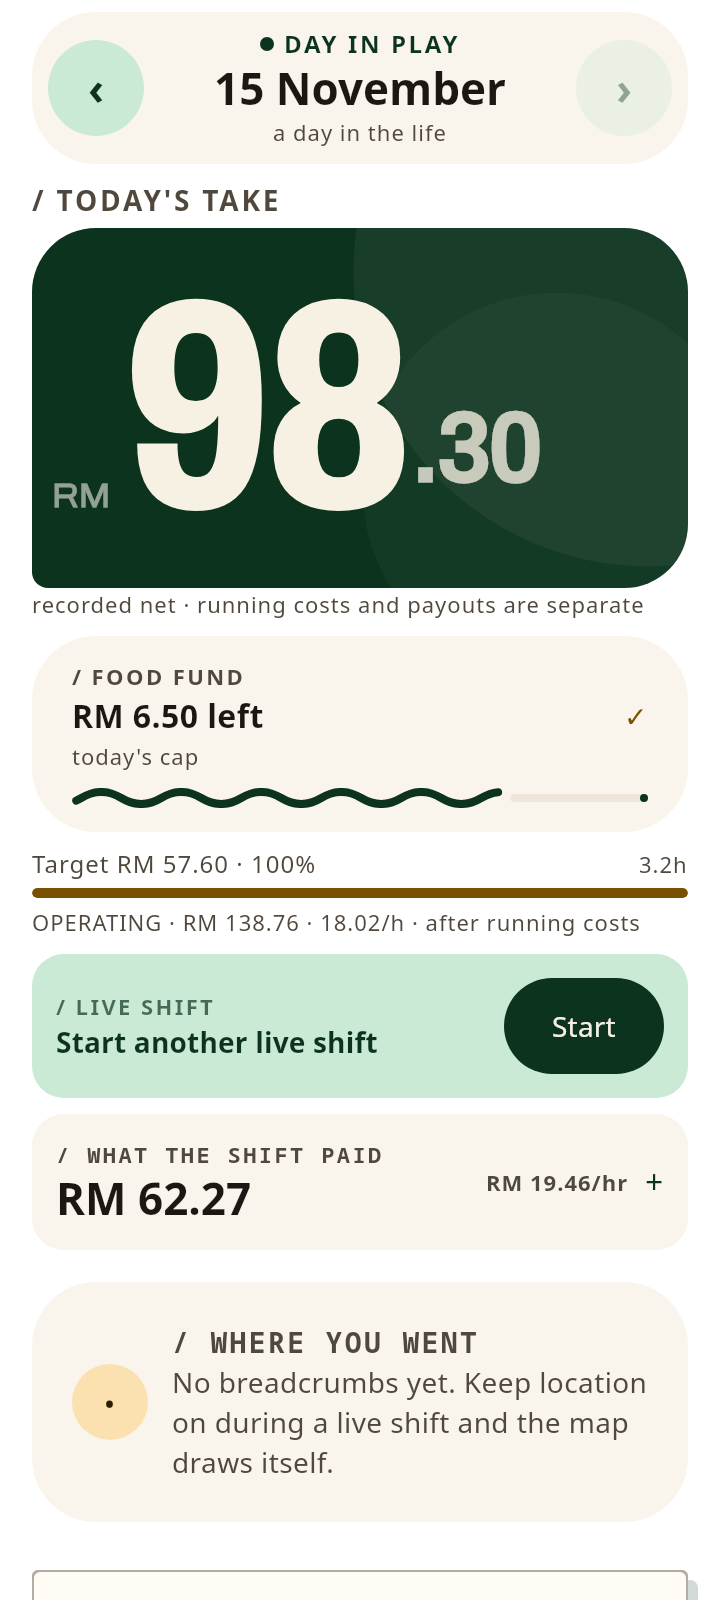 ● DAY IN PLAY
‹
15 November
›
a day in the life
/ TODAY'S TAKE
RM 98.30
recorded net · running costs and payouts are separate
/ FOOD FUND
RM 6.50 left ✓
today's cap
Target RM 57.60 · 100% 3.2h
OPERATING · RM 138.76 · 18.02/h · after running costs
/ LIVE SHIFT
Start another live shift
Start
/ WHAT THE SHIFT PAID
RM 62.27
RM 19.46/hr +
/ WHERE YOU WENT
No breadcrumbs yet. Keep location
on during a live shift and the map
draws itself.